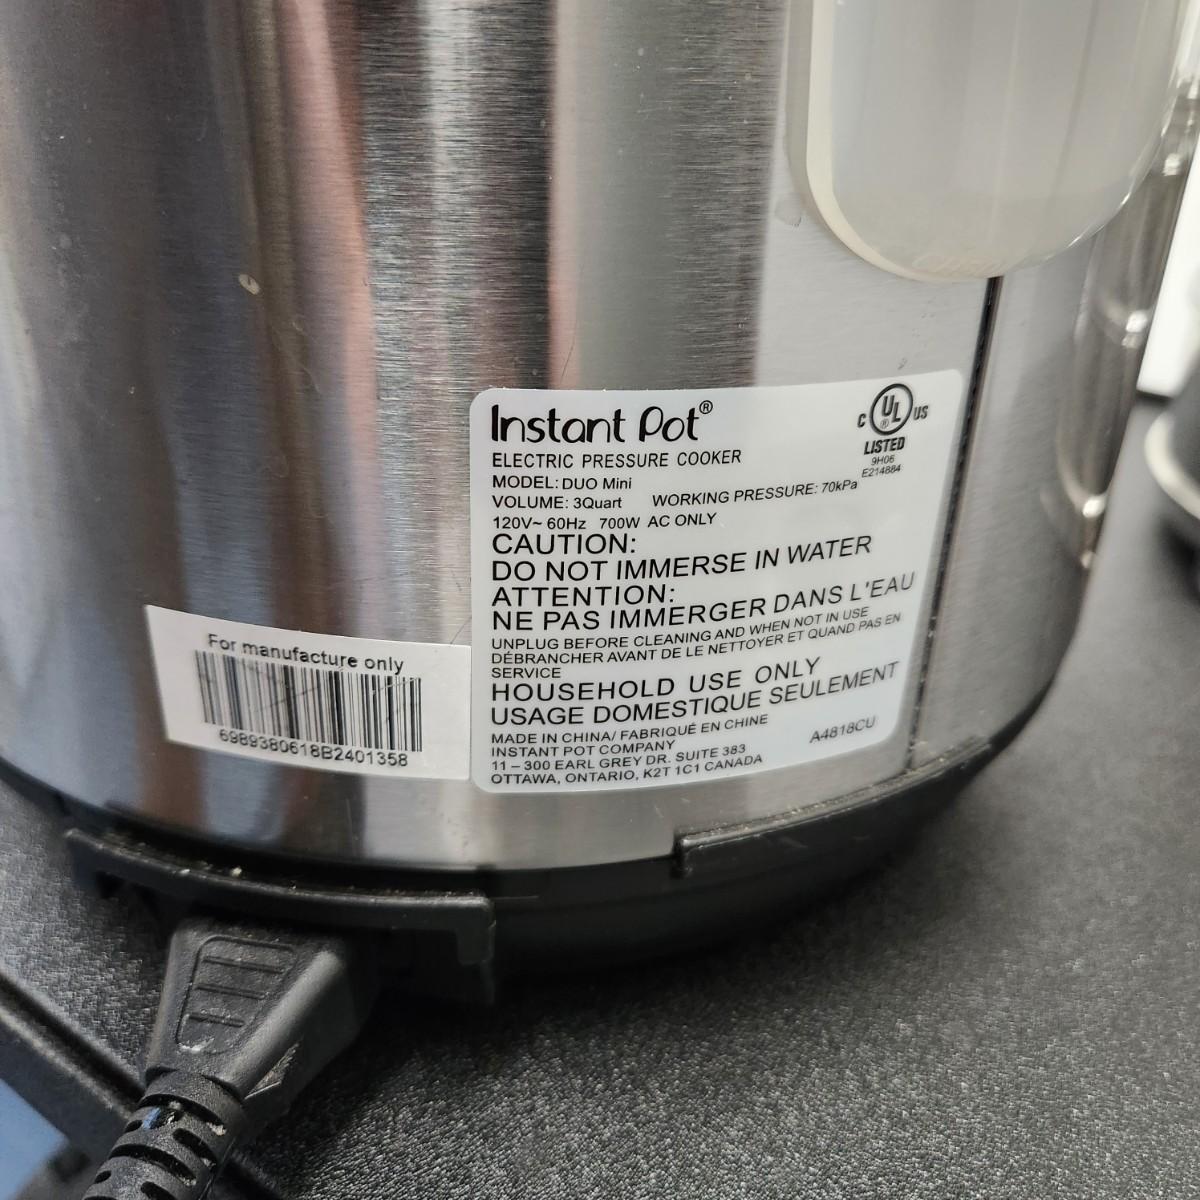 Instant Pot®
C UL® US
LISTED
9H06
E214884
ELECTRIC PRESSURE COOKER
MODEL: DUO Mini
VOLUME: 3Quart WORKING PRESSURE: 70kPa
120V~ 60Hz 700W AC ONLY
CAUTION:
DO NOT IMMERSE IN WATER
ATTENTION:
NE PAS IMMERGER DANS L'EAU
UNPLUG BEFORE CLEANING AND WHEN NOT IN USE
DÉBRANCHER AVANT DE LE NETTOYER ET QUAND PAS EN
SERVICE
HOUSEHOLD USE ONLY
USAGE DOMESTIQUE SEULEMENT
MADE IN CHINA/ FABRIQUÉ EN CHINE
INSTANT POT COMPANY
11 – 300 EARL GREY DR. SUITE 383
OTTAWA, ONTARIO, K2T 1C1 CANADA
A4818CU
For manufacture only
6989380618B2401358